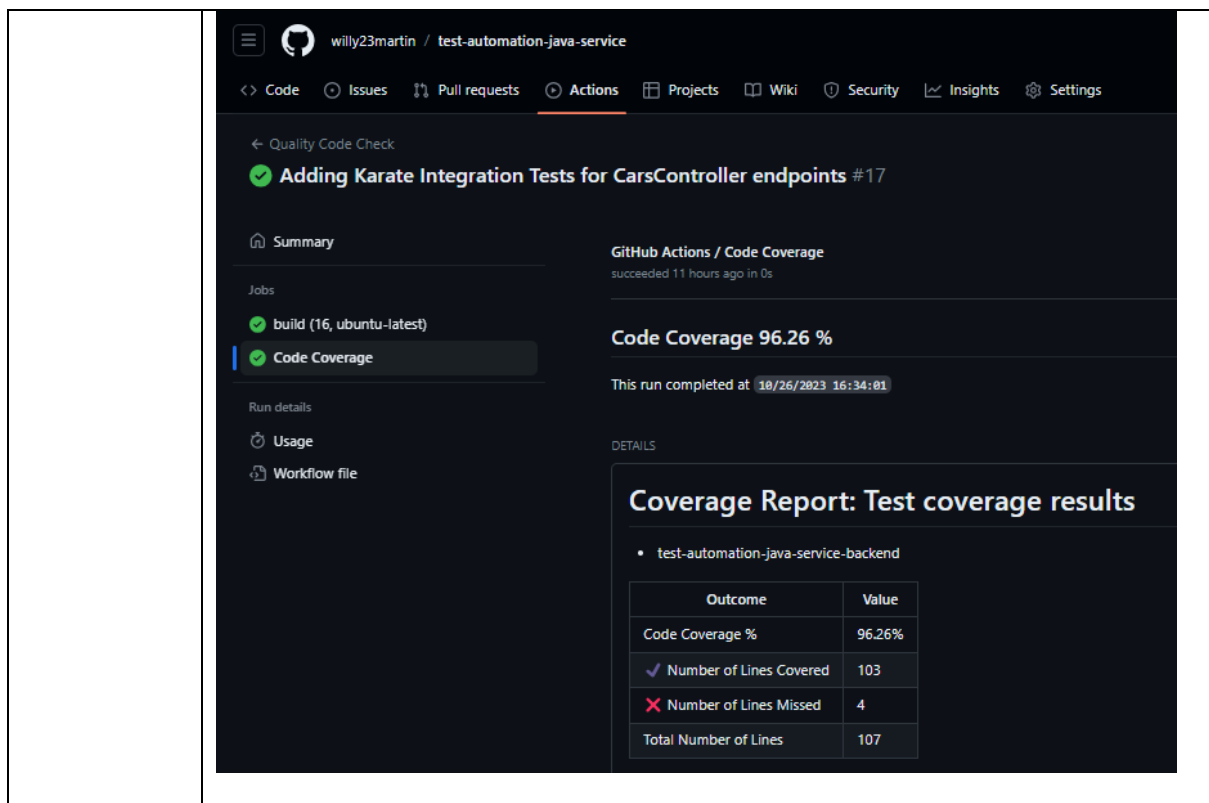 willy23martin / test-automation-java-service
Code Issues Pull requests Actions Projects Wiki Security Insights Settings
← Quality Code Check
Adding Karate Integration Tests for CarsController endpoints #17
Summary
Jobs
build (16, ubuntu-latest)
Code Coverage
Run details
Usage
Workflow file
GitHub Actions / Code Coverage
succeeded 11 hours ago in 0s
Code Coverage 96.26 %
This run completed at 10/26/2023 16:34:01
DETAILS
Coverage Report: Test coverage results
• test-automation-java-service-backend
Outcome Value
Code Coverage % 96.26%
✔ Number of Lines Covered 103
❌ Number of Lines Missed 4
Total Number of Lines 107